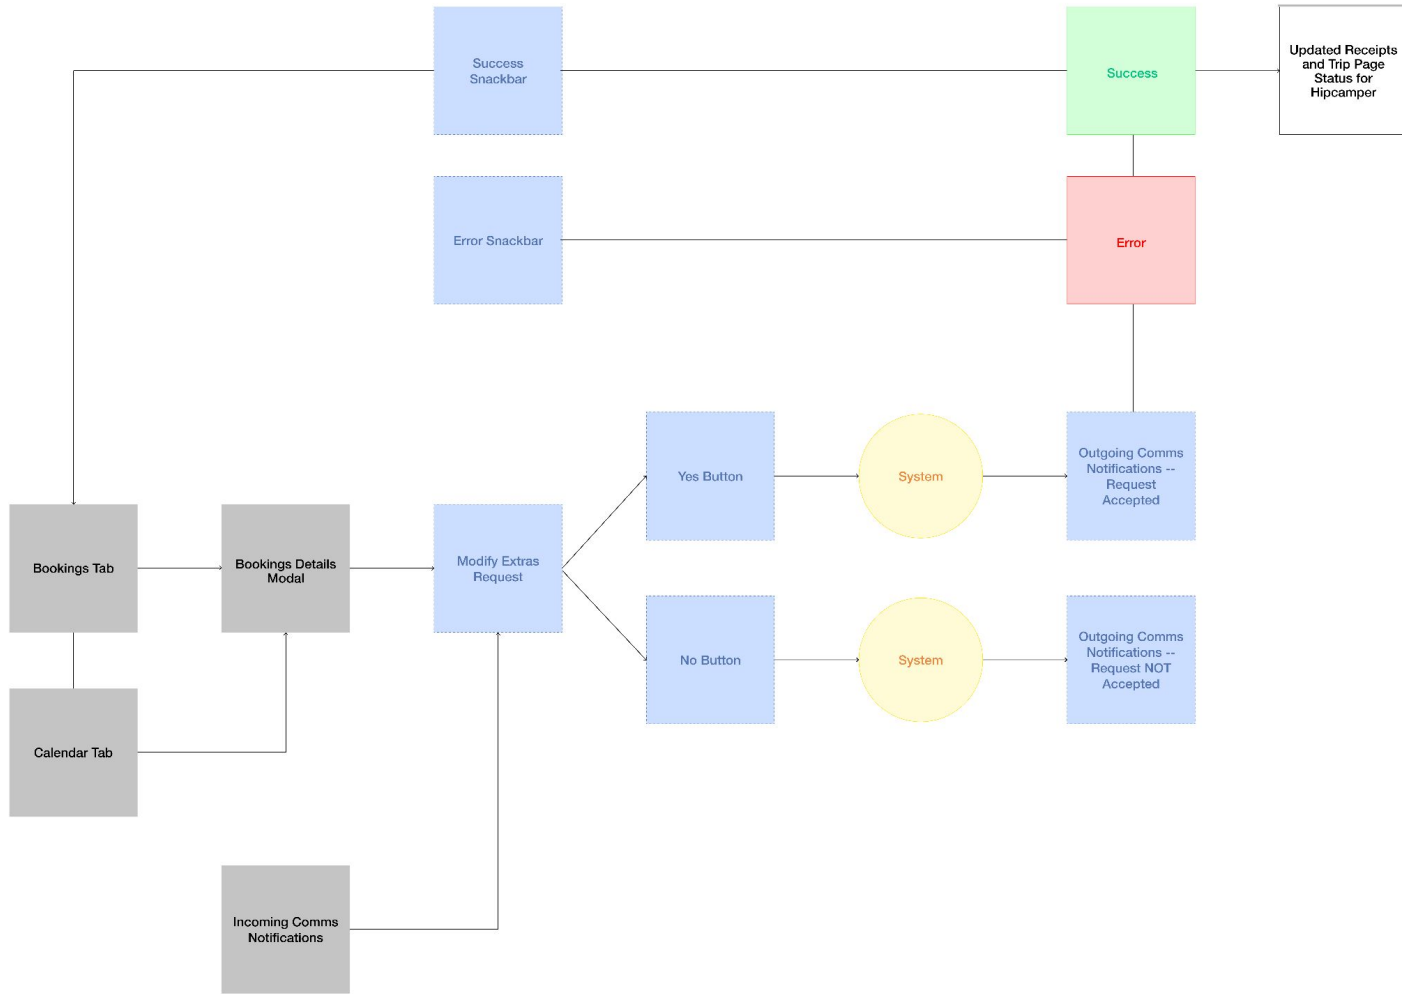 Success
Snackbar
Success
Updated Receipts
and Trip Page
Status for
Hipcamper
Error Snackbar
Error
Yes Button
System
Outgoing Comms
Notifications --
Request
Accepted
Bookings Tab
Bookings Details
Modal
Modify Extras
Request
No Button
System
Outgoing Comms
Notifications --
Request NOT
Accepted
Calendar Tab
Incoming Comms
Notifications